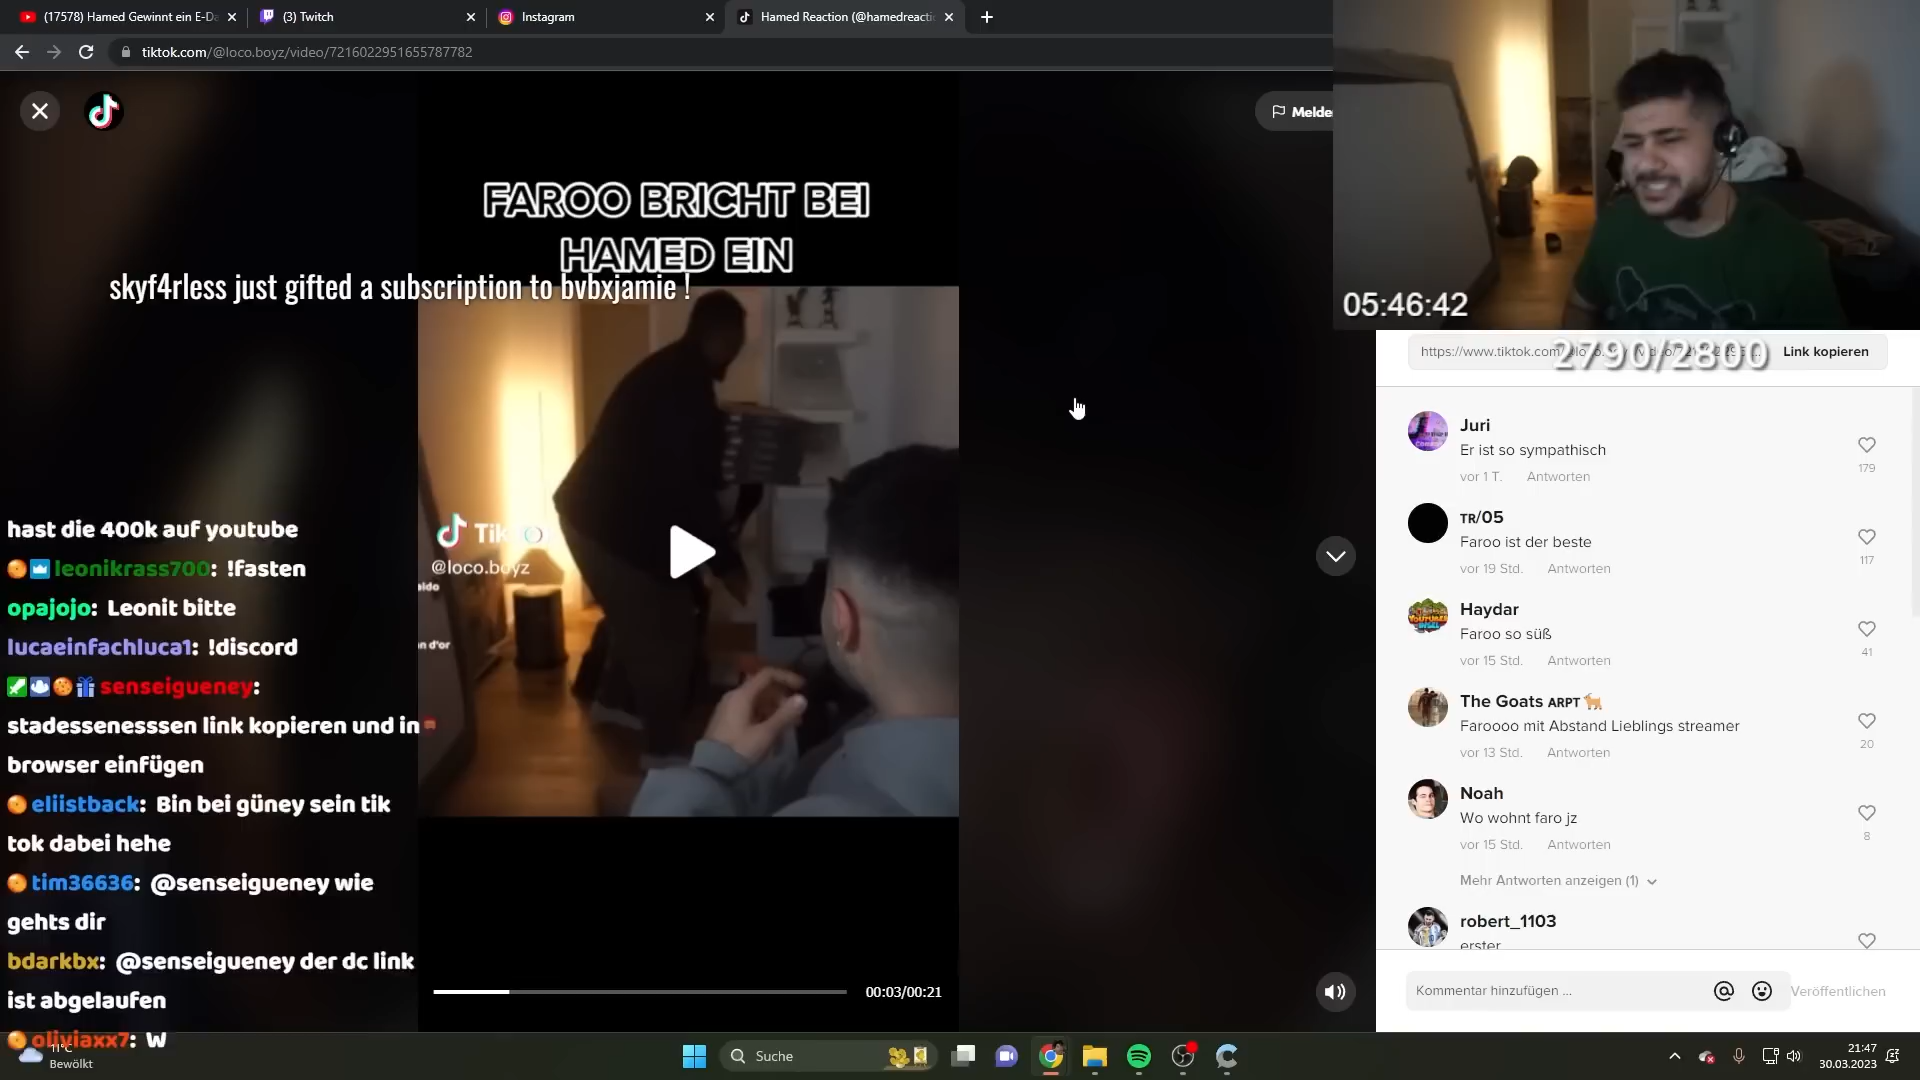 (17578) Hamed Gewinnt ein E-Da
(3) Twitch
Instagram
Hamed Reaction (@hamedreacti
tiktok.com/@loco.boyz/video/7216022951655787782
Melde
FAROO BRICHT BEI
HAMED EIN
skyf4rless just gifted a subscription to bvbxjamie !
05:46:42
2790/2800
https://www.tiktok.com
Link kopieren
hast die 400k auf youtube
leonikrass700: !fasten
opajojo: Leonit bitte
lucaeinfachluca1: !discord
senseigueney:
stadessenesssen link kopieren und in
browser einfügen
eliistback: Bin bei güney sein tik
tok dabei hehe
tim36636: @senseigueney wie
gehts dir
bdarkbx: @senseigueney der dc link
ist abgelaufen
oliviaxx7: W
@loco.boyz
n d'or
00:03/00:21
Juri
Er ist so sympathisch
vor 1 T. Antworten
179
TR/05
Faroo ist der beste
vor 19 Std. Antworten
117
Haydar
Faroo so süß
vor 15 Std. Antworten
41
The Goats ARPT🐐
Faroooo mit Abstand Lieblings streamer
vor 13 Std. Antworten
20
Noah
Wo wohnt faro jz
vor 15 Std. Antworten
8
Mehr Antworten anzeigen (1)
robert_1103
erster
Kommentar hinzufügen ...
Veröffentlichen
11°C
Bewölkt
Suche
21:47
30.03.2023